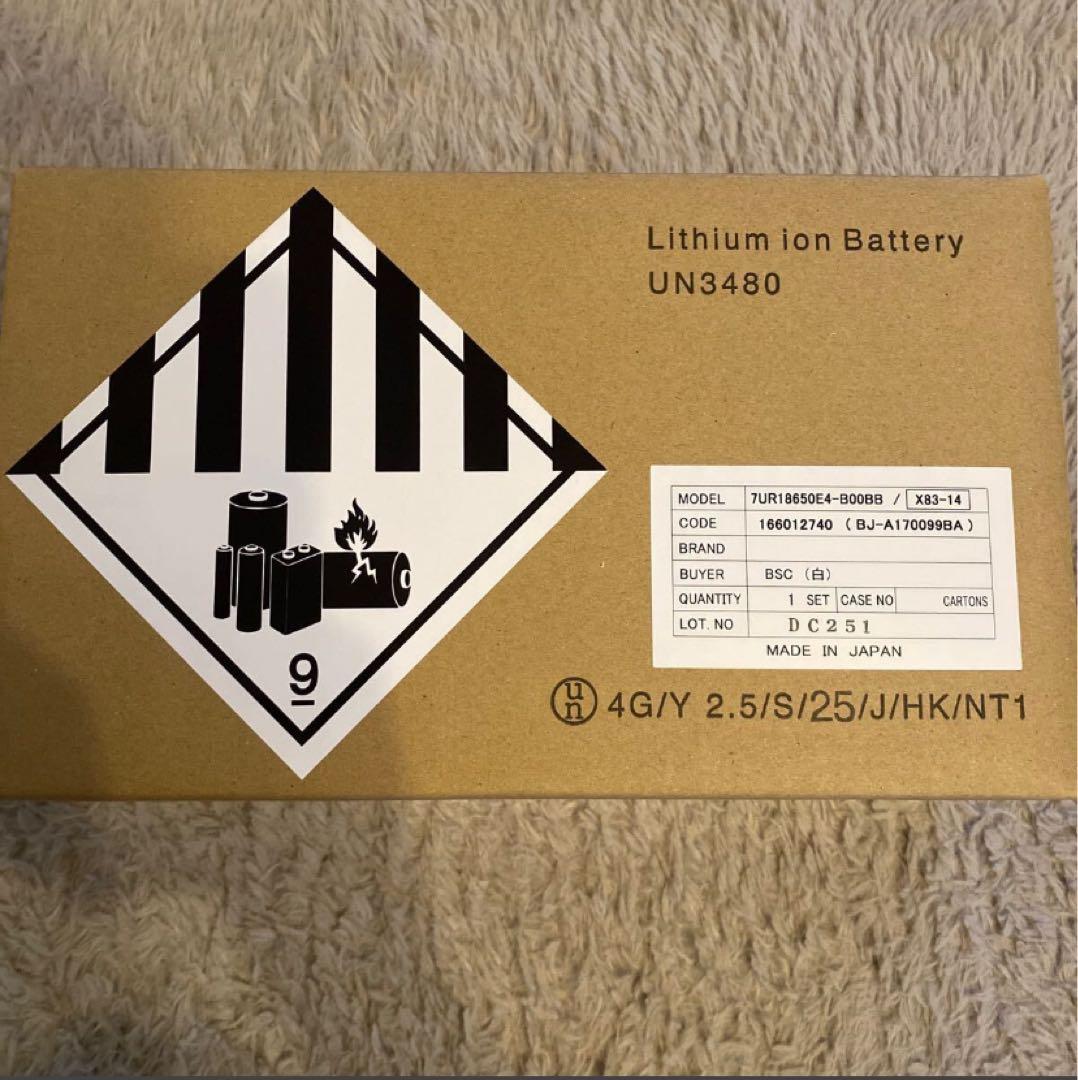 Lithium ion Battery
UN3480
MODEL 7UR18650E4-B00BB / X83-14
CODE 166012740 ( BJ-A170099BA )
BRAND
BUYER BSC (白)
QUANTITY 1 SET CASE NO CARTONS
LOT. NO DC251
MADE IN JAPAN
9
un 4G/Y 2.5/S/25/J/HK/NT1